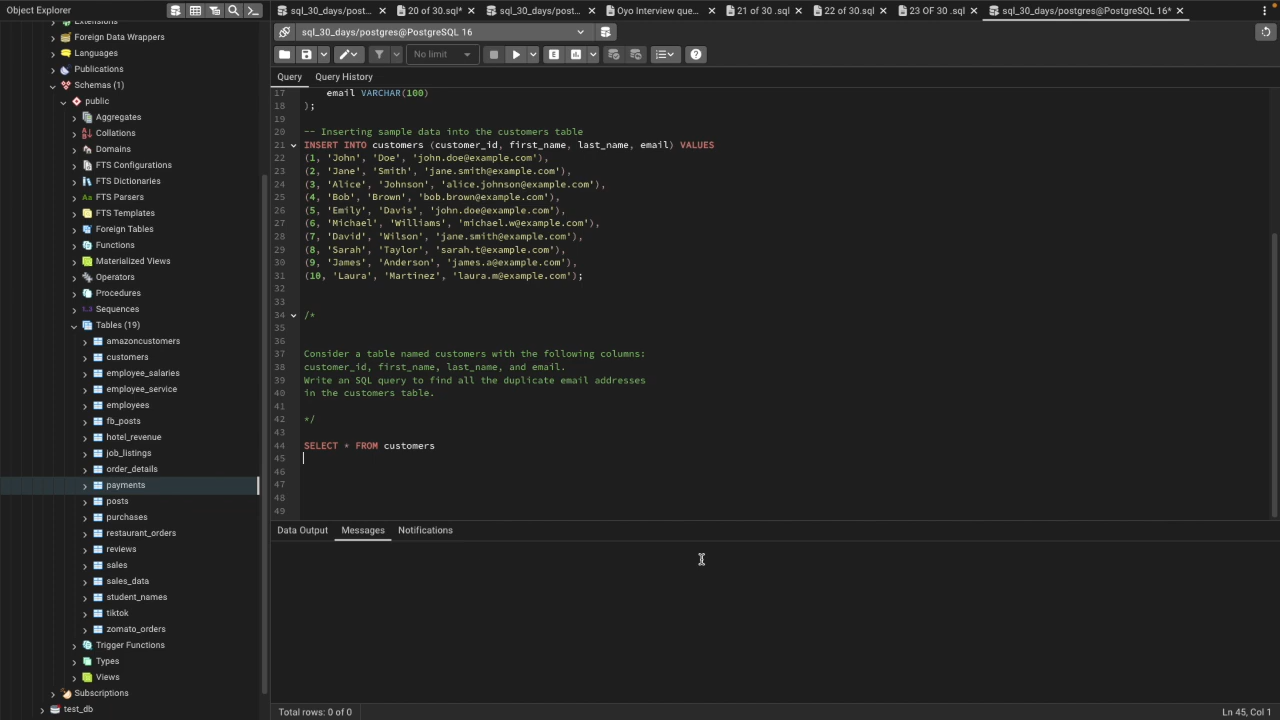 Object Explorer
sql_30_days/post...
20 of 30.sql*
sql_30_days/post...
Oyo Interview que...
21 of 30 .sql
22 of 30.sql
23 OF 30 .sql
sql_30_days/postgres@PostgreSQL 16*
sql_30_days/postgres@PostgreSQL 16
No limit
Query
Query History
Extensions
Foreign Data Wrappers
Languages
Publications
Schemas (1)
public
Aggregates
Collations
Domains
FTS Configurations
FTS Dictionaries
Aa FTS Parsers
FTS Templates
Foreign Tables
Functions
Materialized Views
Operators
Procedures
1..3 Sequences
Tables (19)
amazoncustomers
customers
employee_salaries
employee_service
employees
fb_posts
hotel_revenue
job_listings
order_details
payments
posts
purchases
restaurant_orders
reviews
sales
sales_data
student_names
tiktok
zomato_orders
Trigger Functions
Types
Views
Subscriptions
test_db
17 email VARCHAR(100)
18 );
19
20 -- Inserting sample data into the customers table
21 INSERT INTO customers (customer_id, first_name, last_name, email) VALUES
22 (1, 'John', 'Doe', 'john.doe@example.com'),
23 (2, 'Jane', 'Smith', 'jane.smith@example.com'),
24 (3, 'Alice', 'Johnson', 'alice.johnson@example.com'),
25 (4, 'Bob', 'Brown', 'bob.brown@example.com'),
26 (5, 'Emily', 'Davis', 'john.doe@example.com'),
27 (6, 'Michael', 'Williams', 'michael.w@example.com'),
28 (7, 'David', 'Wilson', 'jane.smith@example.com'),
29 (8, 'Sarah', 'Taylor', 'sarah.t@example.com'),
30 (9, 'James', 'Anderson', 'james.a@example.com'),
31 (10, 'Laura', 'Martinez', 'laura.m@example.com');
32
33
34 /*
35
36
37 Consider a table named customers with the following columns:
38 customer_id, first_name, last_name, and email.
39 Write an SQL query to find all the duplicate email addresses
40 in the customers table.
41
42 */
43
44 SELECT * FROM customers
45
46
47
48
49
Data Output
Messages
Notifications
Total rows: 0 of 0
Ln 45, Col 1